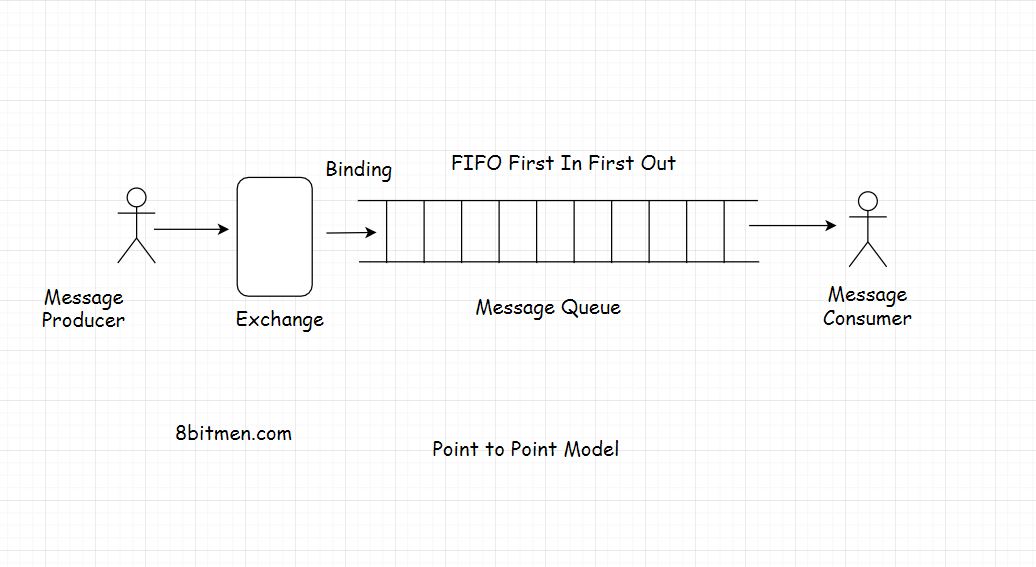 Binding
FIFO First In First Out
Message
Producer
Exchange
Message Queue
Message
Consumer
8bitmen.com
Point to Point Model